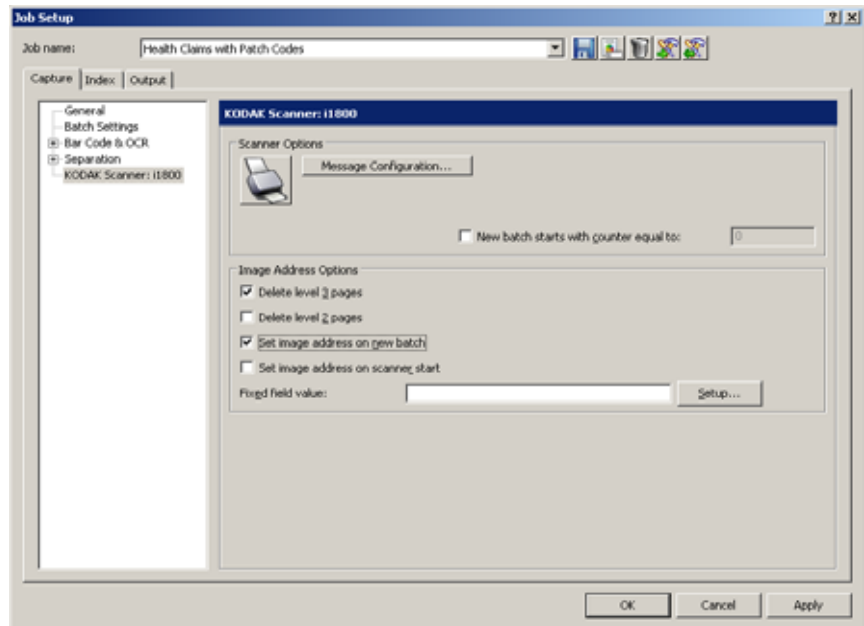 Job Setup
Job name: Health Claims with Patch Codes
Capture Index Output
General
Batch Settings
Bar Code & OCR
Separation
KODAK Scanner: i1800
KODAK Scanner: i1800
Scanner Options
Message Configuration...
New batch starts with counter equal to: 0
Image Address Options
Delete level 3 pages
Delete level 2 pages
Set image address on new batch
Set image address on scanner start
Fixed field value: Setup...
OK Cancel Apply